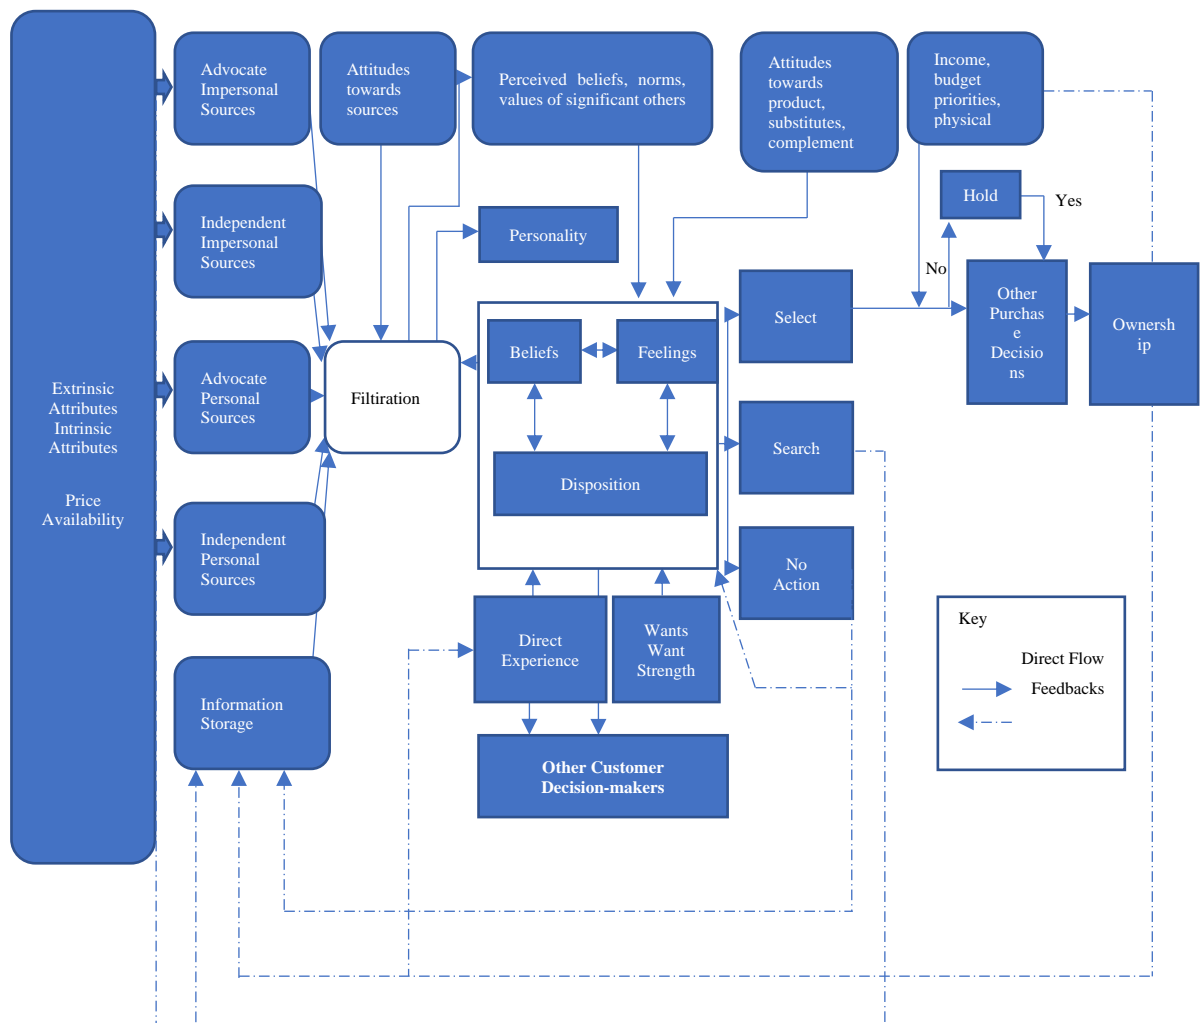 Extrinsic
Attributes
Intrinsic
Attributes
Price
Availability
Advocate
Impersonal
Sources
Independent
Impersonal
Sources
Advocate
Personal
Sources
Independent
Personal
Sources
Information
Storage
Attitudes
towards
sources
Filtiration
Perceived beliefs, norms,
values of significant others
Personality
Beliefs
Feelings
Disposition
Direct
Experience
Wants
Want
Strength
Other Customer
Decision-makers
Attitudes
towards
product,
substitutes,
complement
Income,
budget
priorities,
physical
Select
Search
No
Action
Hold
Yes
No
Other
Purchas
e
Decisio
ns
Ownersh
ip
Key
Direct Flow
Feedbacks